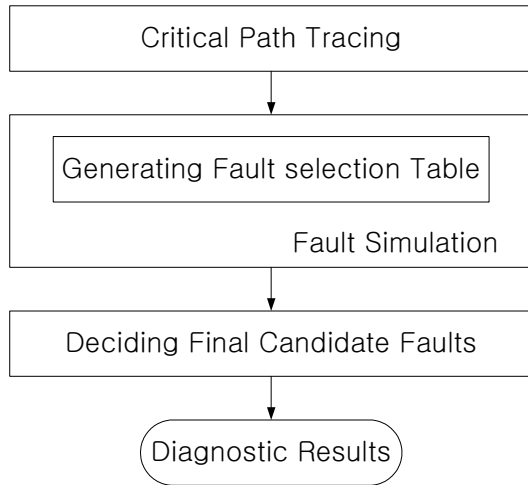 Critical Path Tracing
Generating Fault selection Table
Fault Simulation
Deciding Final Candidate Faults
Diagnostic Results